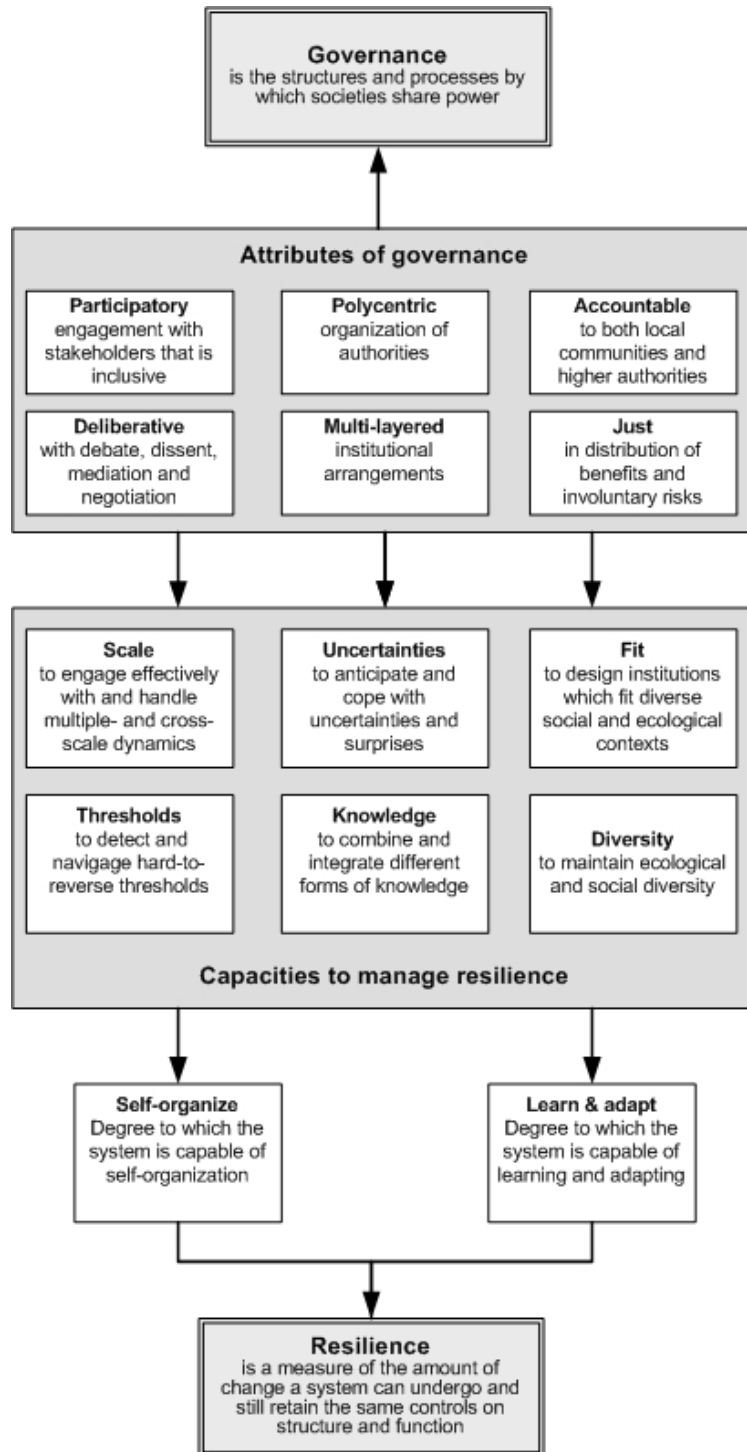 Governance
is the structures and processes by
which societies share power
Attributes of governance
Participatory
engagement with
stakeholders that is
inclusive
Polycentric
organization of
authorities
Accountable
to both local
communities and
higher authorities
Deliberative
with debate, dissent,
mediation and
negotiation
Multi-layered
institutional
arrangements
Just
in distribution of
benefits and
involuntary risks
Scale
to engage effectively
with and handle
multiple- and cross-
scale dynamics
Uncertainties
to anticipate and
cope with
uncertainties and
surprises
Fit
to design institutions
which fit diverse
social and ecological
contexts
Thresholds
to detect and
navigage hard-to-
reverse thresholds
Knowledge
to combine and
integrate different
forms of knowledge
Diversity
to maintain ecological
and social diversity
Capacities to manage resilience
Self-organize
Degree to which the
system is capable of
self-organization
Learn & adapt
Degree to which the
system is capable of
learning and adapting
Resilience
is a measure of the amount of
change a system can undergo and
still retain the same controls on
structure and function